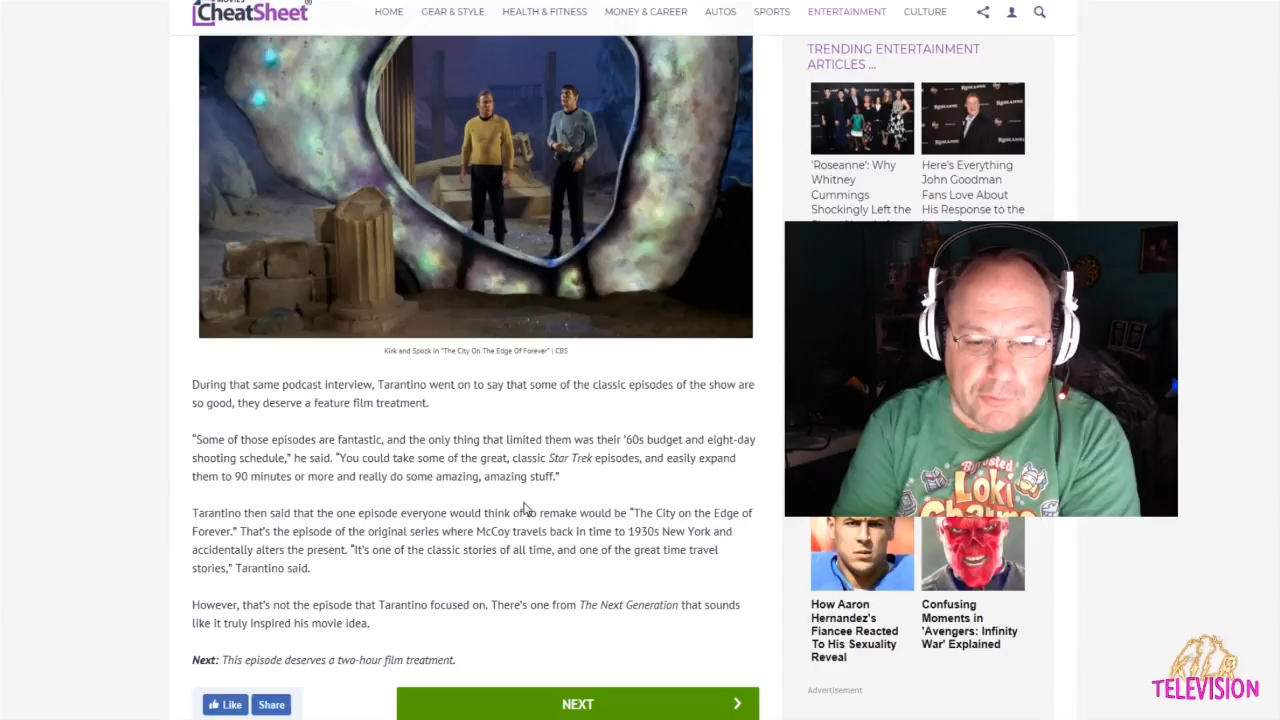 MOVIES
CheatSheet
HOME GEAR & STYLE HEALTH & FITNESS MONEY & CAREER AUTOS SPORTS ENTERTAINMENT CULTURE
Kirk and Spock in "The City On The Edge Of Forever" | CBS
During that same podcast interview, Tarantino went on to say that some of the classic episodes of the show are
so good, they deserve a feature film treatment.
“Some of those episodes are fantastic, and the only thing that limited them was their ’60s budget and eight-day
shooting schedule,” he said. “You could take some of the great, classic Star Trek episodes, and easily expand
them to 90 minutes or more and really do some amazing, amazing stuff.”
Tarantino then said that the one episode everyone would think of to remake would be “The City on the Edge of
Forever.” That’s the episode of the original series where McCoy travels back in time to 1930s New York and
accidentally alters the present. “It’s one of the classic stories of all time, and one of the great time travel
stories,” Tarantino said.
However, that’s not the episode that Tarantino focused on. There’s one from The Next Generation that sounds
like it truly inspired his movie idea.
Next: This episode deserves a two-hour film treatment.
Like Share
NEXT
TRENDING ENTERTAINMENT
ARTICLES ...
'Roseanne': Why
Whitney
Cummings
Shockingly Left the
Here's Everything
John Goodman
Fans Love About
His Response to the
Loki
How Aaron
Hernandez's
Fiancee Reacted
To His Sexuality
Reveal
Confusing
Moments in
'Avengers: Infinity
War' Explained
Advertisement
KILR
TELEVISION